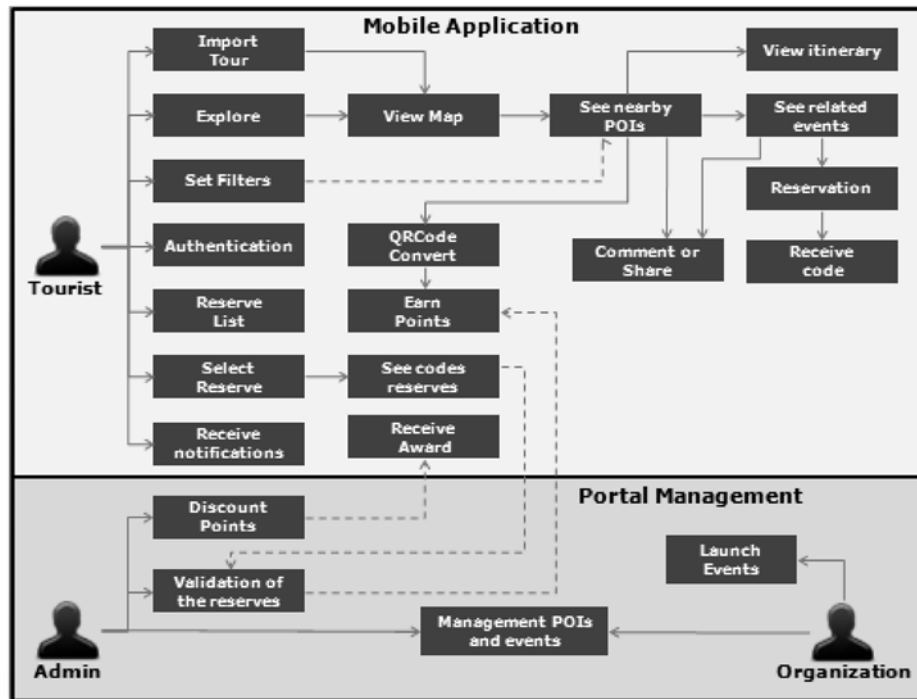 Mobile Application
Import
Tour
View itinerary
Explore
View Map
See nearby
POIs
See related
events
Set Filters
Reservation
Authentication
QRCode
Convert
Comment or
Share
Receive
code
Tourist
Reserve
List
Earn
Points
Select
Reserve
See codes
reserves
Receive
notifications
Receive
Award
Portal Management
Discount
Points
Launch
Events
Validation of
the reserves
Management POIs
and events
Admin
Organization